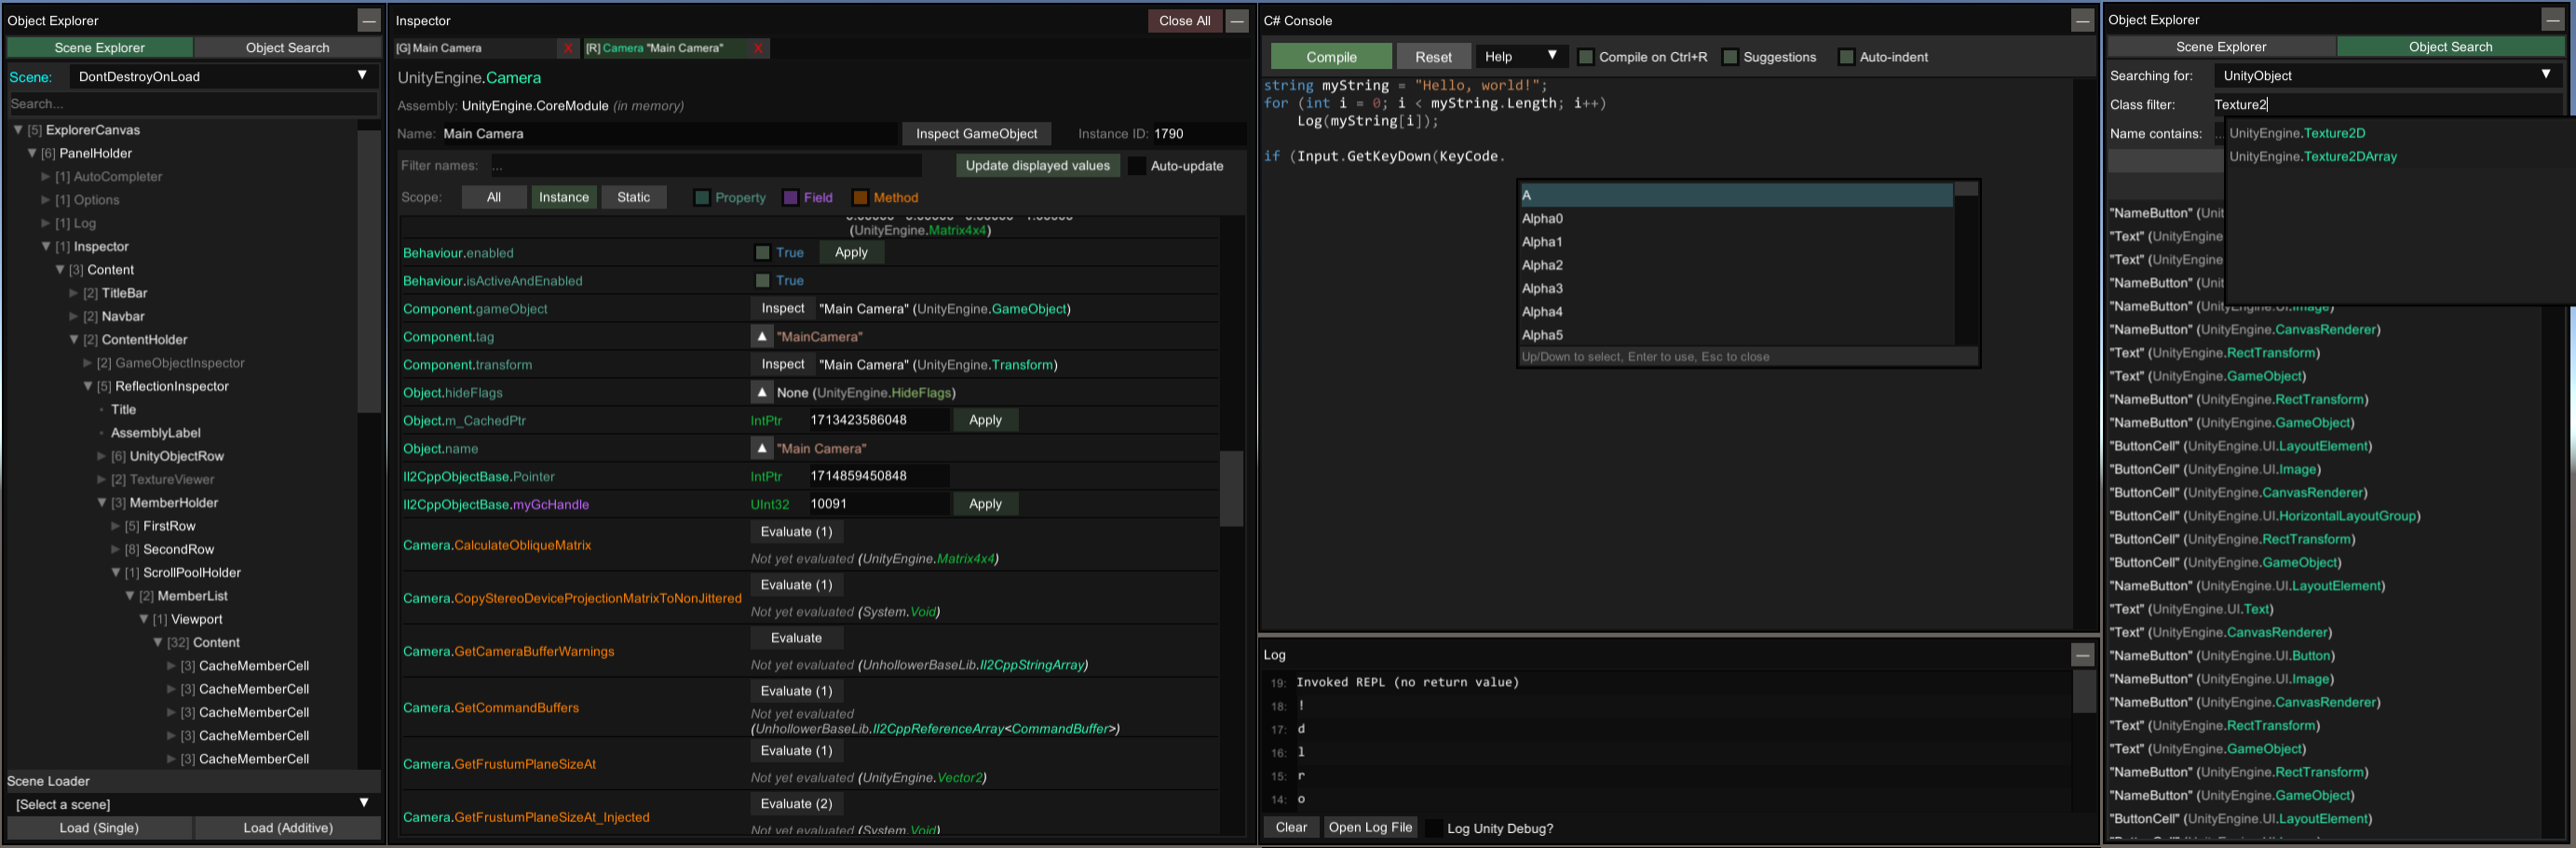 Object Explorer
—
Scene Explorer
Object Search
Scene:
DontDestroyOnLoad
▼
Search...
▼ [5] ExplorerCanvas
▼ [6] PanelHolder
▶ [1] AutoCompleter
▶ [1] Options
▶ [1] Log
▼ [1] Inspector
▼ [3] Content
▶ [2] TitleBar
▶ [2] Navbar
▼ [2] ContentHolder
▶ [2] GameObjectInspector
▼ [5] ReflectionInspector
Title
AssemblyLabel
▶ [6] UnityObjectRow
▶ [2] TextureViewer
▼ [3] MemberHolder
▶ [5] FirstRow
▶ [8] SecondRow
▼ [1] ScrollPoolHolder
▼ [2] MemberList
▼ [1] Viewport
▼ [32] Content
▶ [3] CacheMemberCell
▶ [3] CacheMemberCell
▶ [3] CacheMemberCell
▶ [3] CacheMemberCell
▶ [3] CacheMemberCell
Scene Loader
[Select a scene] ▼
Load (Single)
Load (Additive)
Inspector
Close All
—
[G] Main Camera X
[R] Camera "Main Camera" X
UnityEngine.Camera
Assembly: UnityEngine.CoreModule (in memory)
Name: Main Camera Inspect GameObject Instance ID: 1790
Filter names: ... Update displayed values Auto-update
Scope: All Instance Static Property Field Method
(UnityEngine.Matrix4x4)
Behaviour.enabled True Apply
Behaviour.isActiveAndEnabled True
Component.gameObject Inspect "Main Camera" (UnityEngine.GameObject)
Component.tag ▲ "MainCamera"
Component.transform Inspect "Main Camera" (UnityEngine.Transform)
Object.hideFlags ▲ None (UnityEngine.HideFlags)
Object.m_CachedPtr IntPtr 1713423586048 Apply
Object.name ▲ "Main Camera"
Il2CppObjectBase.Pointer IntPtr 1714859450848
Il2CppObjectBase.myGcHandle UInt32 10091 Apply
Camera.CalculateObliqueMatrix Evaluate (1)
Not yet evaluated (UnityEngine.Matrix4x4)
Camera.CopyStereoDeviceProjectionMatrixToNonJittered Evaluate (1)
Not yet evaluated (System.Void)
Camera.GetCameraBufferWarnings Evaluate
Not yet evaluated (UnhollowerBaseLib.Il2CppStringArray)
Camera.GetCommandBuffers Evaluate (1)
Not yet evaluated
(UnhollowerBaseLib.Il2CppReferenceArray<CommandBuffer>)
Camera.GetFrustumPlaneSizeAt Evaluate (1)
Not yet evaluated (UnityEngine.Vector2)
Camera.GetFrustumPlaneSizeAt_Injected Evaluate (2)
Not yet evaluated (System.Void)
C# Console
—
Compile Reset Help ▼ Compile on Ctrl+R Suggestions Auto-indent
string myString = "Hello, world!";
for (int i = 0; i < myString.Length; i++)
Log(myString[i]);
if (Input.GetKeyDown(KeyCode.
A
Alpha0
Alpha1
Alpha2
Alpha3
Alpha4
Alpha5
Up/Down to select, Enter to use, Esc to close
Log
—
19: Invoked REPL (no return value)
18: !
17: d
16: l
15: r
14: o
Clear Open Log File Log Unity Debug?
Object Explorer
—
Scene Explorer
Object Search
Searching for: UnityObject ▼
Class filter: Texture2
Name contains: ...
UnityEngine.Texture2D
UnityEngine.Texture2DArray
"NameButton" (Unit
"Text" (UnityEngine
"Text" (UnityEngine
"NameButton" (Unit
"NameButton" (UnityEngine.UI.Image)
"NameButton" (UnityEngine.CanvasRenderer)
"Text" (UnityEngine.RectTransform)
"Text" (UnityEngine.GameObject)
"NameButton" (UnityEngine.RectTransform)
"NameButton" (UnityEngine.GameObject)
"ButtonCell" (UnityEngine.UI.LayoutElement)
"ButtonCell" (UnityEngine.UI.Image)
"ButtonCell" (UnityEngine.CanvasRenderer)
"ButtonCell" (UnityEngine.UI.HorizontalLayoutGroup)
"ButtonCell" (UnityEngine.RectTransform)
"ButtonCell" (UnityEngine.GameObject)
"NameButton" (UnityEngine.UI.LayoutElement)
"Text" (UnityEngine.UI.Text)
"Text" (UnityEngine.CanvasRenderer)
"NameButton" (UnityEngine.UI.Button)
"NameButton" (UnityEngine.UI.Image)
"NameButton" (UnityEngine.CanvasRenderer)
"Text" (UnityEngine.RectTransform)
"Text" (UnityEngine.GameObject)
"NameButton" (UnityEngine.RectTransform)
"NameButton" (UnityEngine.GameObject)
"ButtonCell" (UnityEngine.UI.LayoutElement)